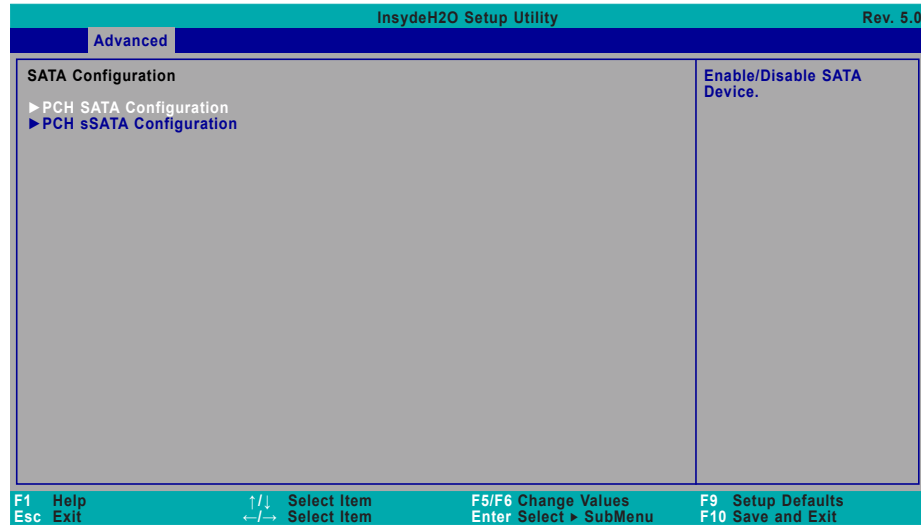 InsydeH2O Setup Utility Rev. 5.0
Advanced
SATA Configuration
►PCH SATA Configuration
►PCH sSATA Configuration
Enable/Disable SATA
Device.
F1 Help ↑/↓ Select Item F5/F6 Change Values F9 Setup Defaults
Esc Exit ←/→ Select Item Enter Select ► SubMenu F10 Save and Exit